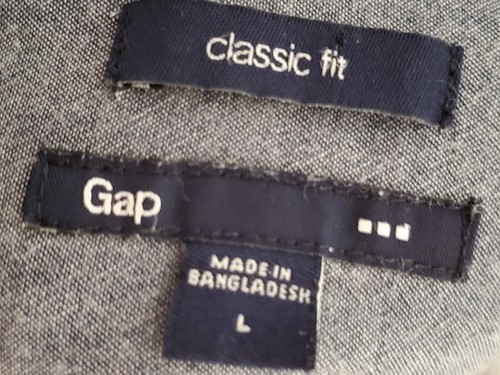 classic fit
Gap
MADE IN
BANGLADESH
L